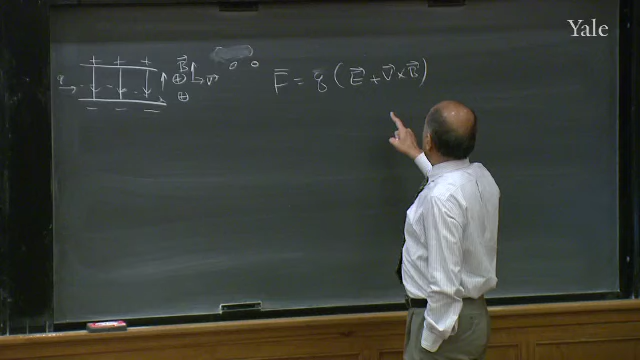 Yale
+ + +
q B⃗ v⃗
F⃗ = q ( E⃗ + v⃗ × B⃗ )
− − −